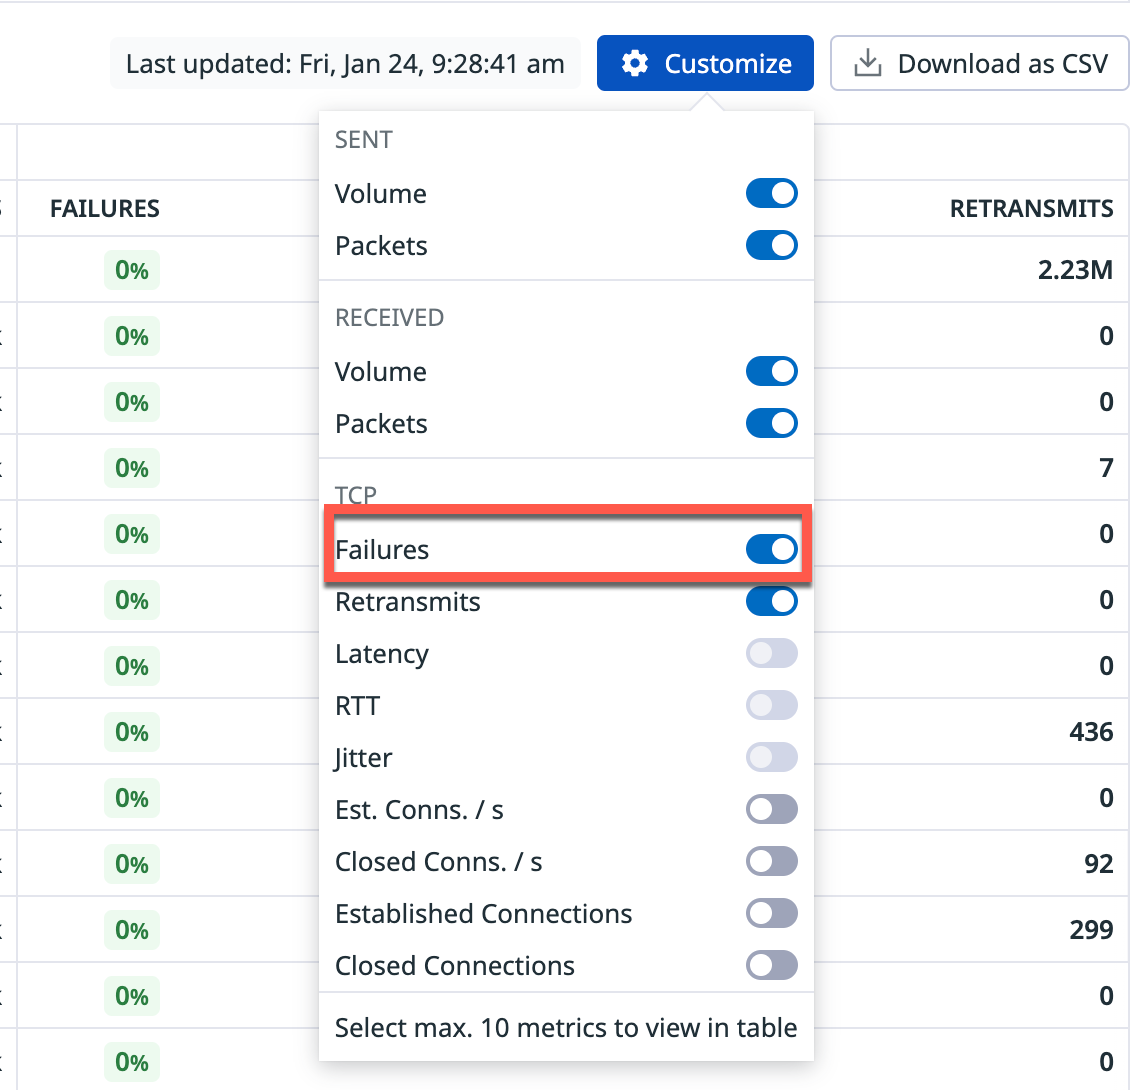 Last updated: Fri, Jan 24, 9:28:41 am
Customize
Download as CSV
SENT
Volume
Packets
RECEIVED
Volume
Packets
TCP
Failures
Retransmits
Latency
RTT
Jitter
Est. Conns. / s
Closed Conns. / s
Established Connections
Closed Connections
Select max. 10 metrics to view in table
FAILURES RETRANSMITS
0% 2.23M
0% 0
0% 0
0% 7
0% 0
0% 0
0% 0
0% 436
0% 0
0% 92
0% 299
0% 0
0% 0